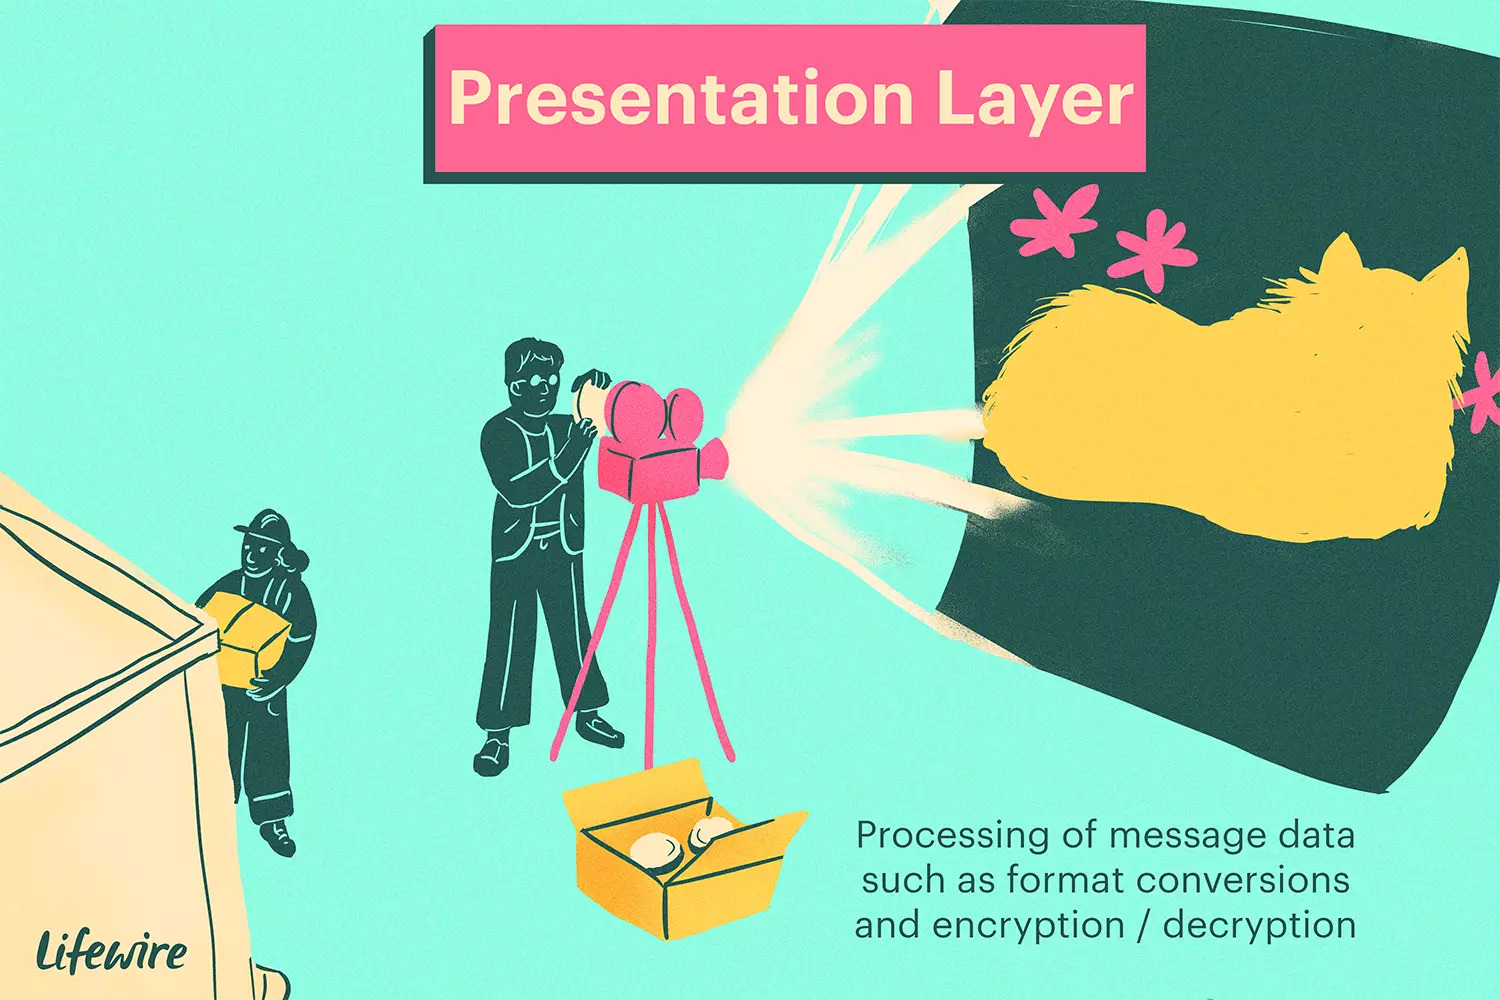 Presentation Layer
Processing of message data
such as format conversions
and encryption / decryption
Lifewire